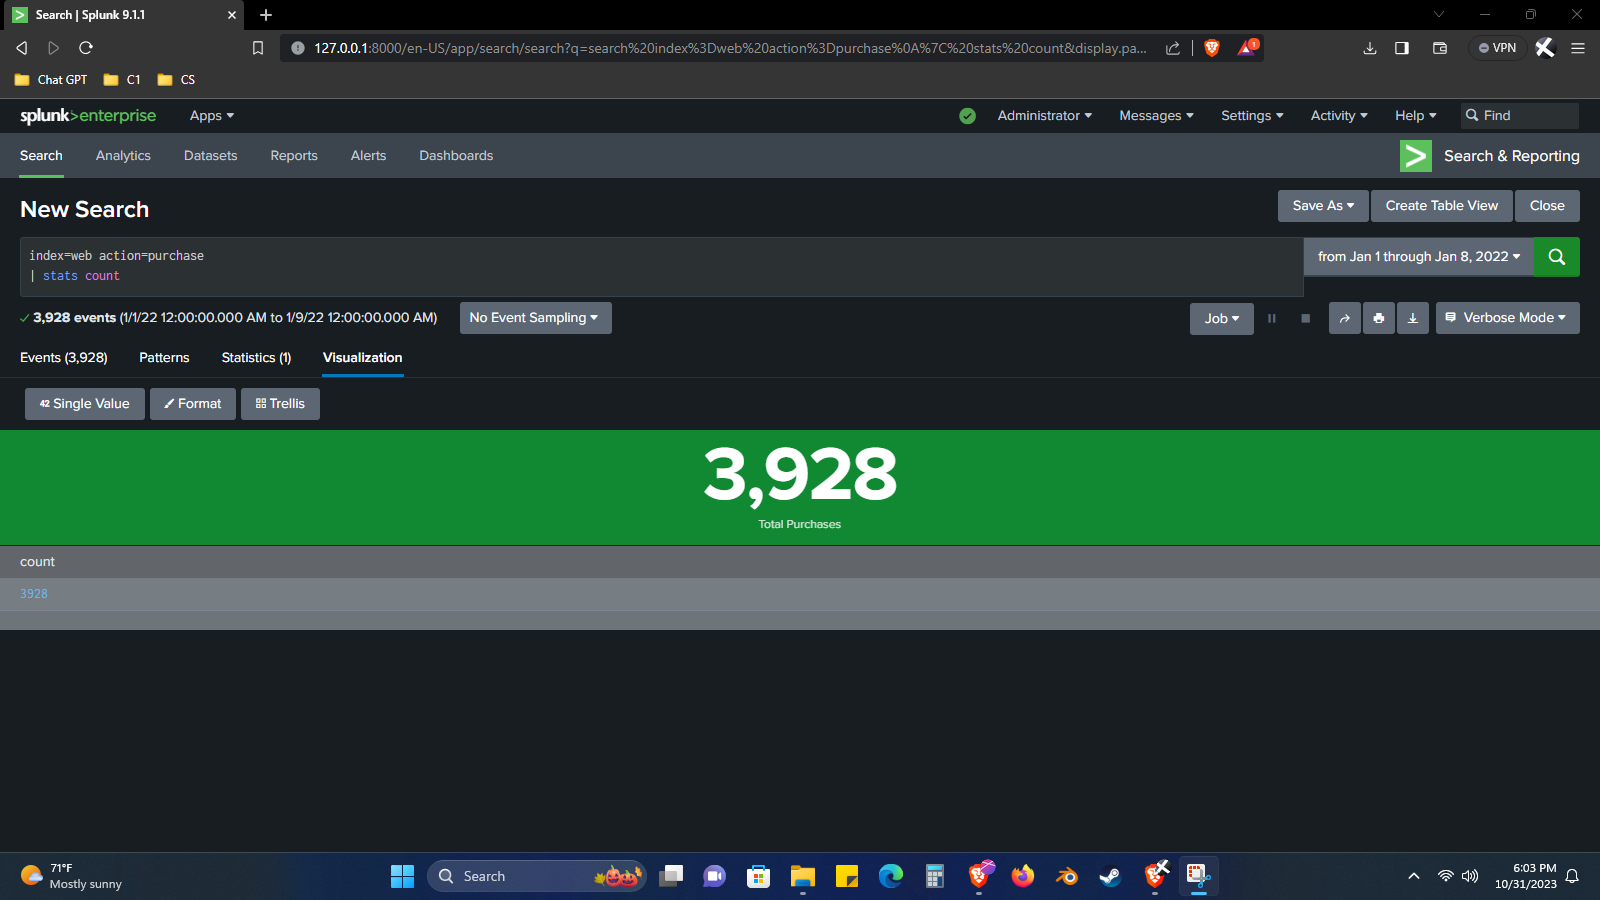 Search | Splunk 9.1.1
127.0.0.1:8000/en-US/app/search/search?q=search%20index%3Dweb%20action%3Dpurchase%0A%7C%20stats%20count&display.pa...
1
VPN
Chat GPT
C1
CS
splunk>enterprise
Apps
Administrator
Messages
Settings
Activity
Help
Find
Search
Analytics
Datasets
Reports
Alerts
Dashboards
Search & Reporting
New Search
Save As
Create Table View
Close
index=web action=purchase
| stats count
from Jan 1 through Jan 8, 2022
3,928 events (1/1/22 12:00:00.000 AM to 1/9/22 12:00:00.000 AM)
No Event Sampling
Job
Verbose Mode
Events (3,928)
Patterns
Statistics (1)
Visualization
42 Single Value
Format
Trellis
3,928
Total Purchases
count
3928
71°F
Mostly sunny
Search
6:03 PM
10/31/2023